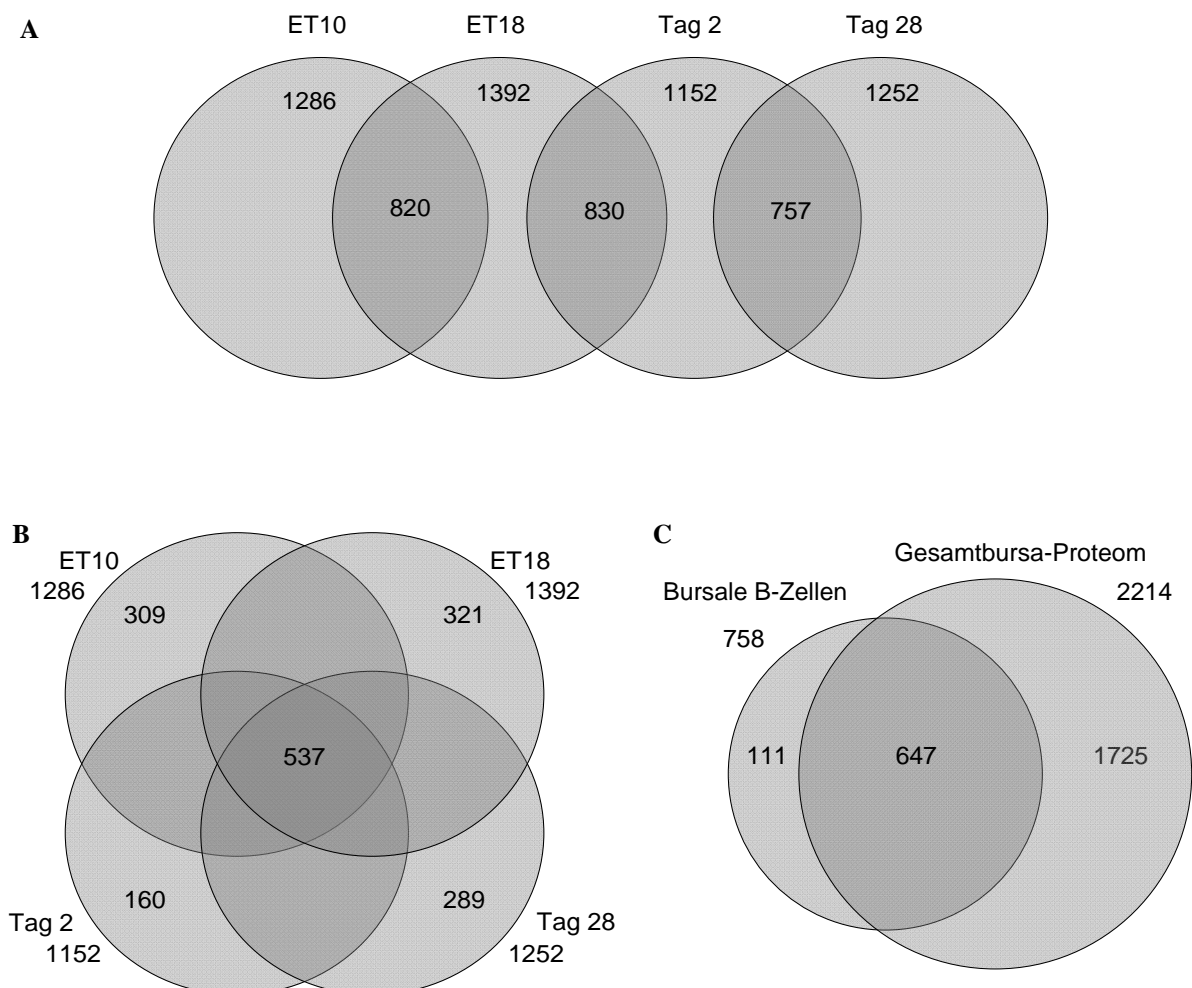 A
ET10 ET18 Tag 2 Tag 28
1286 1392 1152 1252
820 830 757
B
ET10
1286
ET18
1392
309 321
537
160 289
Tag 2
1152
Tag 28
1252
C
Gesamtbursa-Proteom
2214
Bursale B-Zellen
758
111 647 1725